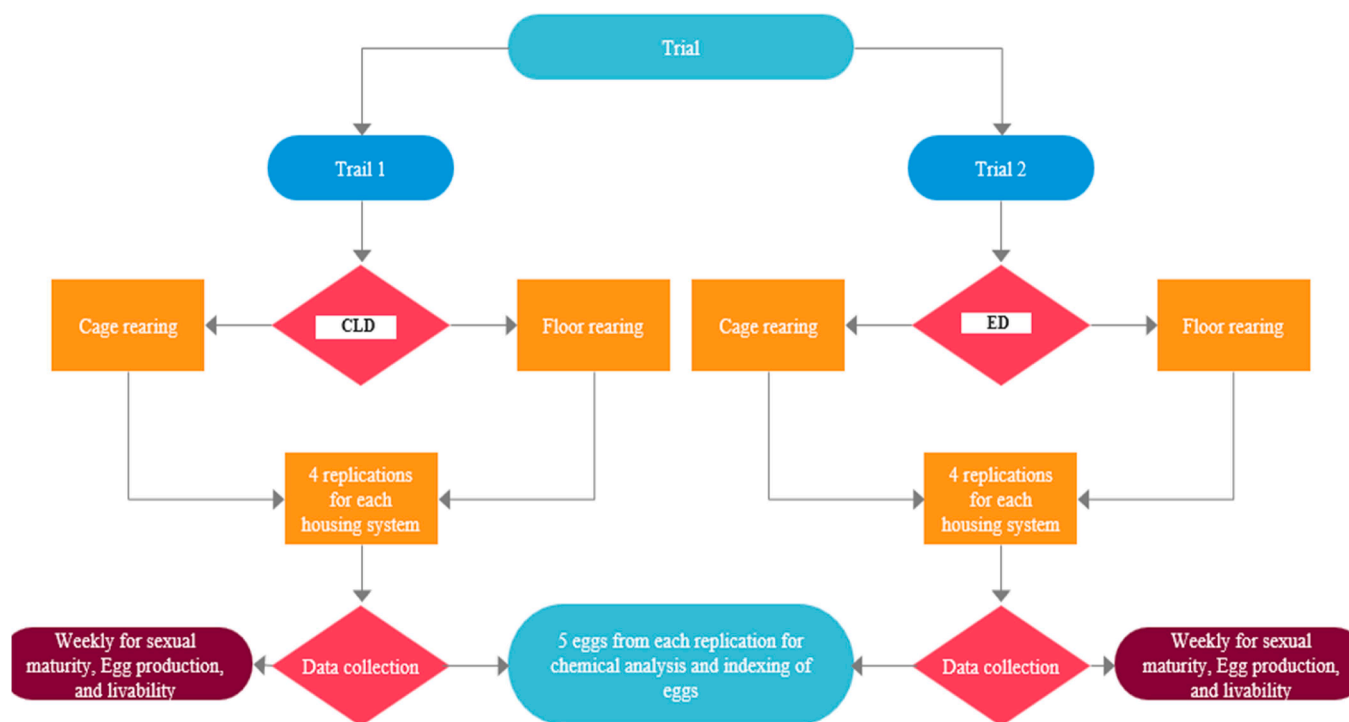 Trial
Trail 1
Trial 2
Cage rearing
CLD
Floor rearing
Cage rearing
ED
Floor rearing
4 replications
for each
housing system
4 replications
for each
housing system
Weekly for sexual
maturity, Egg production,
and livability
Data collection
5 eggs from each replication for
chemical analysis and indexing of
eggs
Data collection
Weekly for sexual
maturity, Egg production,
and livability